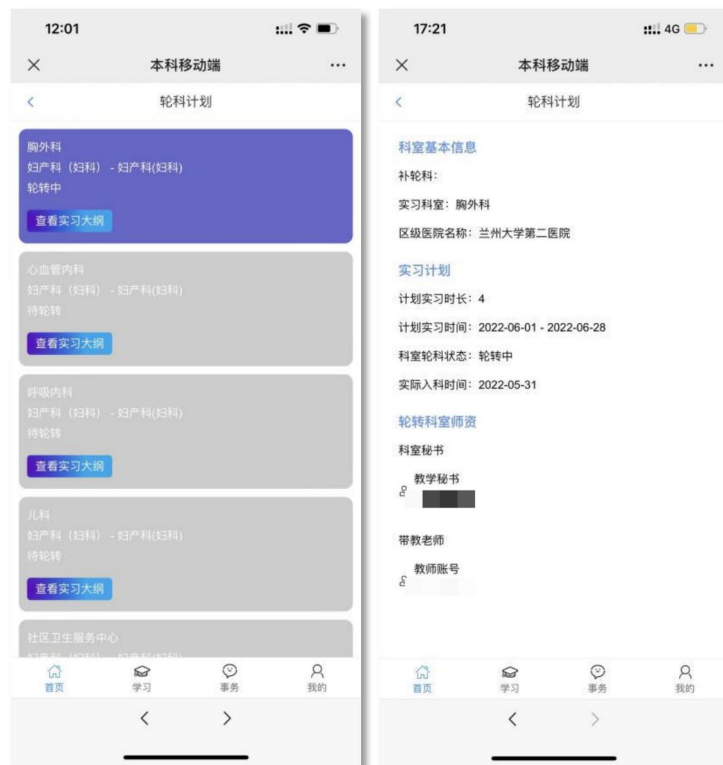 12:01
本科移动端
轮科计划
胸外科
妇产科（妇科） - 妇产科(妇科)
轮转中
查看实习大纲
心血管内科
妇产科（妇科） - 妇产科(妇科)
待轮转
查看实习大纲
呼吸内科
妇产科（妇科） - 妇产科(妇科)
待轮转
查看实习大纲
儿科
妇产科（妇科） - 妇产科(妇科)
待轮转
查看实习大纲
社区卫生服务中心
首页 学习 事务 我的
17:21 4G
本科移动端
轮科计划
科室基本信息
补轮科：
实习科室：胸外科
区级医院名称：兰州大学第二医院
实习计划
计划实习时长：4
计划实习时间：2022-06-01 - 2022-06-28
科室轮科状态：轮转中
实际入科时间：2022-05-31
轮转科室师资
科室秘书
教学秘书
带教老师
教师账号
首页 学习 事务 我的